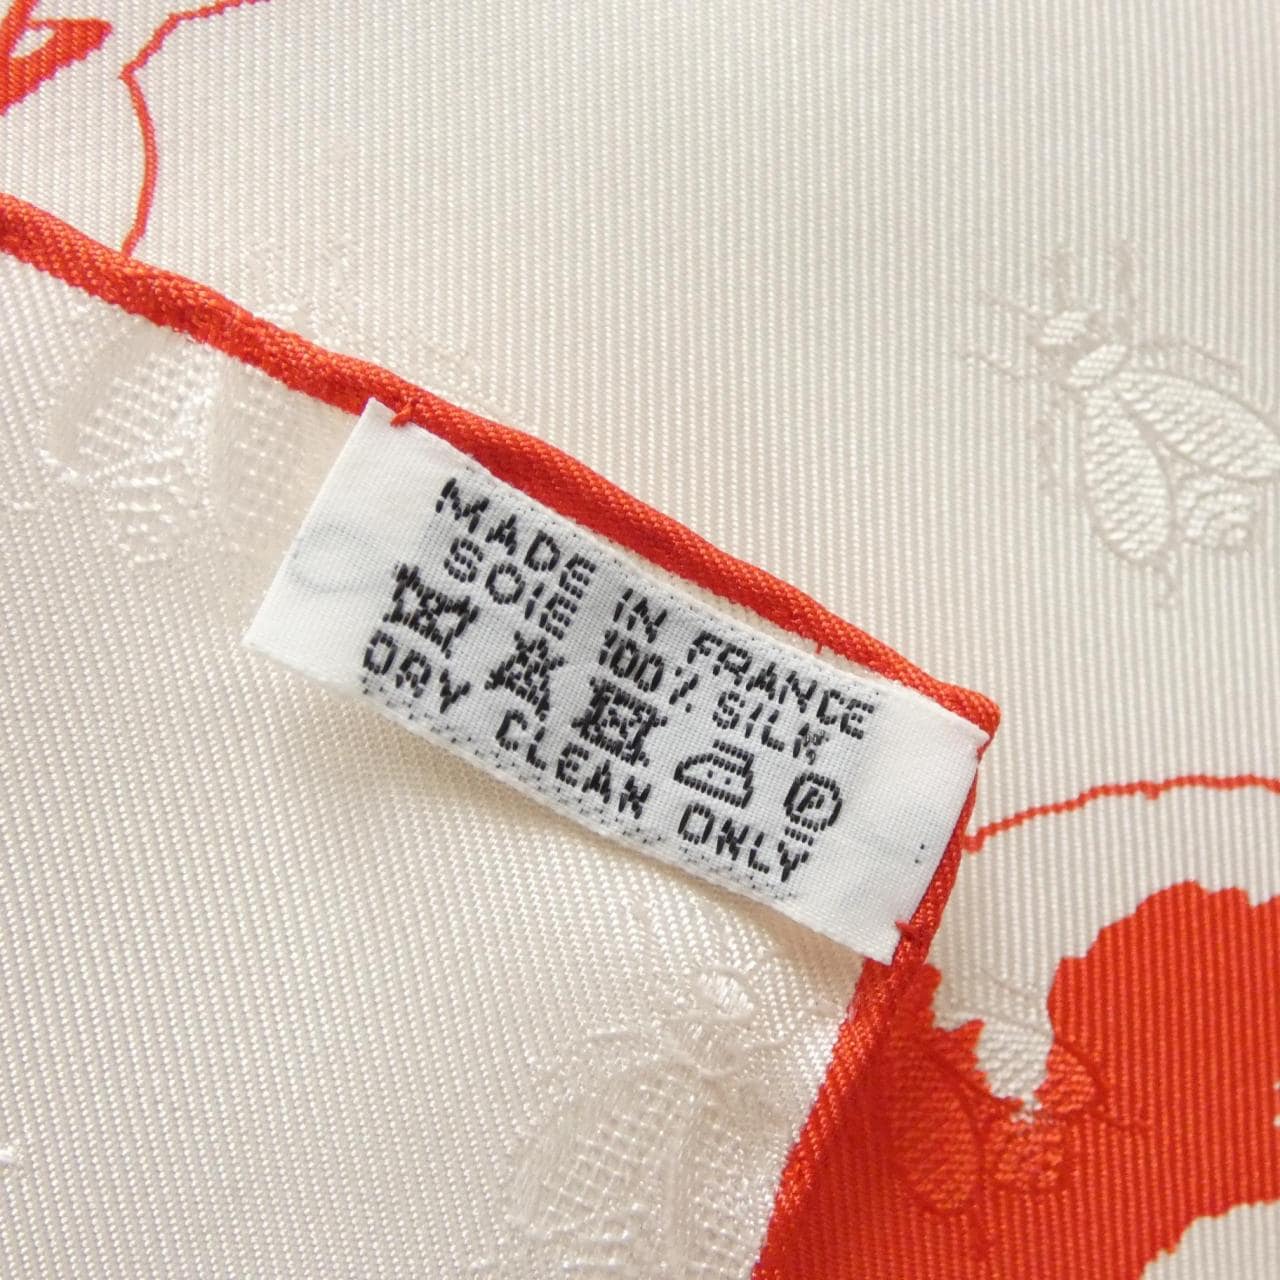 MADE IN FRANCE
SOIE 100% SILK
P
DRY CLEAN ONLY